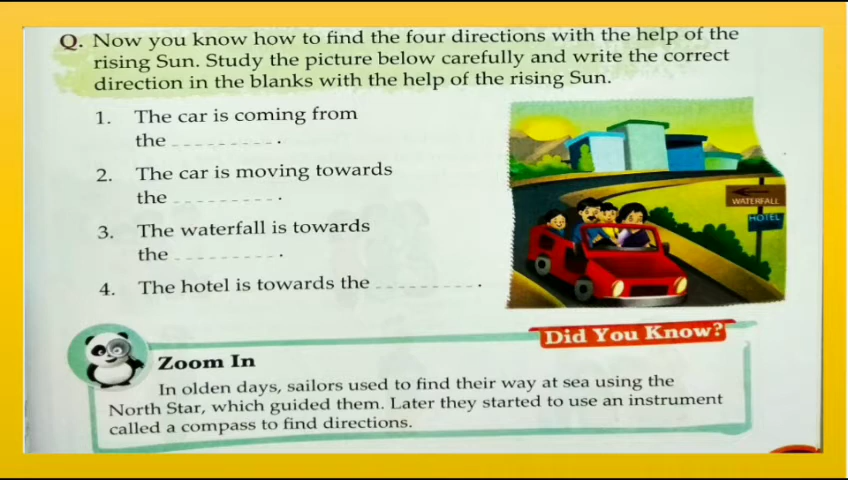 Q. Now you know how to find the four directions with the help of the
rising Sun. Study the picture below carefully and write the correct
direction in the blanks with the help of the rising Sun.
1. The car is coming from
the _ _ _ _ _ _ _ _ _ .
2. The car is moving towards
the _ _ _ _ _ _ _ _ _ .
3. The waterfall is towards
the _ _ _ _ _ _ _ _ _ .
4. The hotel is towards the _ _ _ _ _ _ _ _ _ .
WATERFALL
HOTEL
Did You Know?
Zoom In
In olden days, sailors used to find their way at sea using the
North Star, which guided them. Later they started to use an instrument
called a compass to find directions.